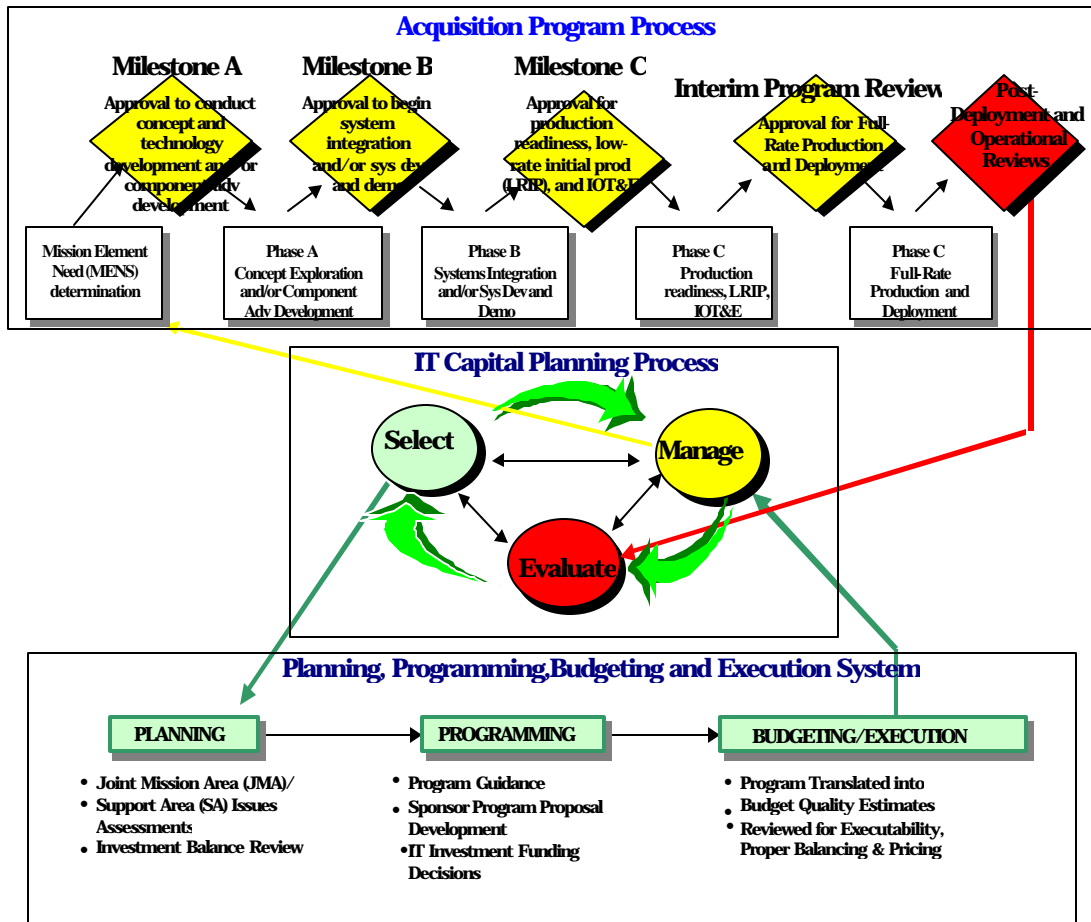 Acquisition Program Process
Milestone A
Approval to conduct
concept and
technology
development and/or
component adv
development
Milestone B
Approval to begin
system
integration
and/or sys dev
and demo
Milestone C
Approval for
production
readiness, low-
rate initial prod
(LRIP), and IOT&E
Interim Program Review
Approval for Full-
Rate Production
and Deployment
Post-
Deployment and
Operational
Reviews
Mission Element
Need (MENS)
determination
Phase A
Concept Exploration
and/or Component
Adv Development
Phase B
Systems Integration
and/or Sys Dev and
Demo
Phase C
Production
readiness, LRIP,
IOT&E
Phase C
Full-Rate
Production and
Deployment
IT Capital Planning Process
Select
Manage
Evaluate
Planning, Programming,Budgeting and Execution System
PLANNING
• Joint Mission Area (JMA)/
• Support Area (SA) Issues
Assessments
• Investment Balance Review
PROGRAMMING
• Program Guidance
• Sponsor Program Proposal
Development
•IT Investment Funding
Decisions
BUDGETING/EXECUTION
• Program Translated into
• Budget Quality Estimates
• Reviewed for Executability,
Proper Balancing & Pricing